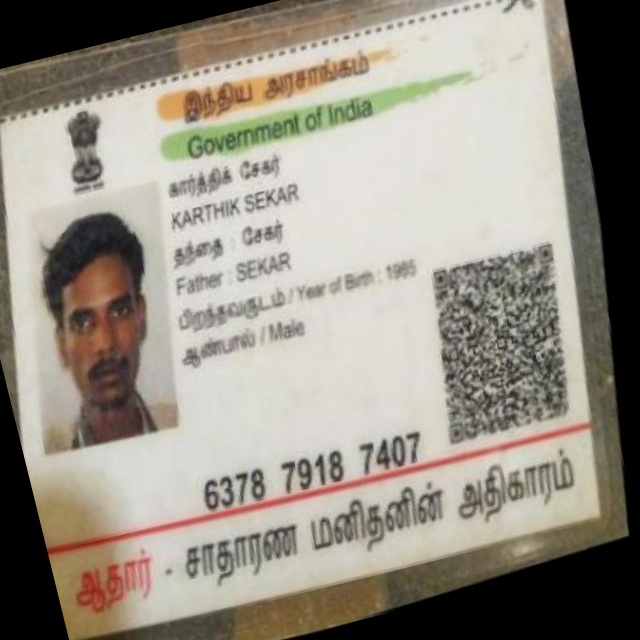 இந்திய அரசாங்கம்
Government of India
கார்த்திக் சேகர்
KARTHIK SEKAR
தந்தை : சேகர்
Father : SEKAR
பிறந்தவருடம் / Year of Birth : 1985
ஆண்பால் / Male
6378 7918 7407
ஆதார் - சாதாரண மனிதனின் அதிகாரம்